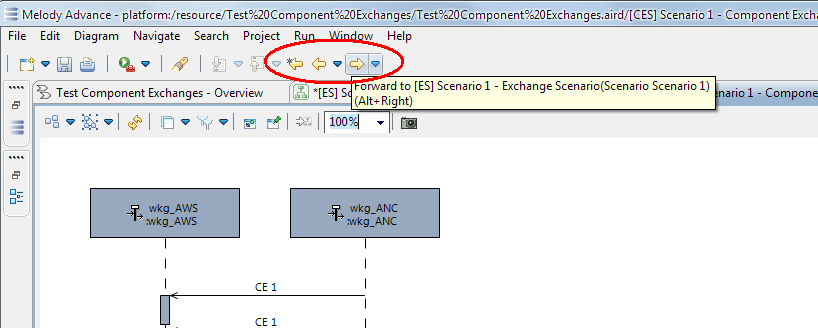 Melody Advance - platform:/resource/Test%20Component%20Exchanges/Test%20Component%20Exchanges.aird/[CES] Scenario 1 - Component Excha
File Edit Diagram Navigate Search Project Run Window Help
Forward to [ES] Scenario 1 - Exchange Scenario(Scenario Scenario 1)
(Alt+Right)
Test Component Exchanges - Overview *[ES] Sc enario 1 - Compone
100%
wkg_AWS
:wkg_AWS
wkg_ANC
:wkg_ANC
CE 1
CE 1